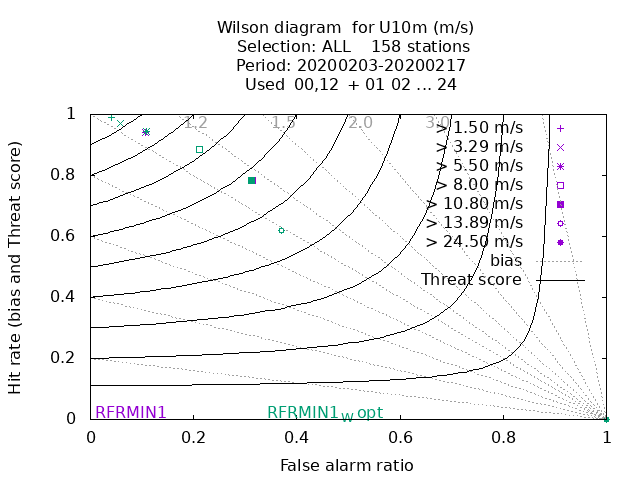 Wilson diagram  for U10m (m/s)
Selection: ALL    158 stations
Period: 20200203-20200217
Used  00,12  + 01 02 ... 24
Hit rate (bias and Threat score)
1
0.8
0.6
0.4
0.2
0
1.2
1.5
2.0
3.0
> 1.50 m/s
> 3.29 m/s
> 5.50 m/s
> 8.00 m/s
> 10.80 m/s
> 13.89 m/s
> 24.50 m/s
bias
Threat score
RFRMIN1
RFRMIN1W opt
0 0.2 0.4 0.6 0.8 1
False alarm ratio